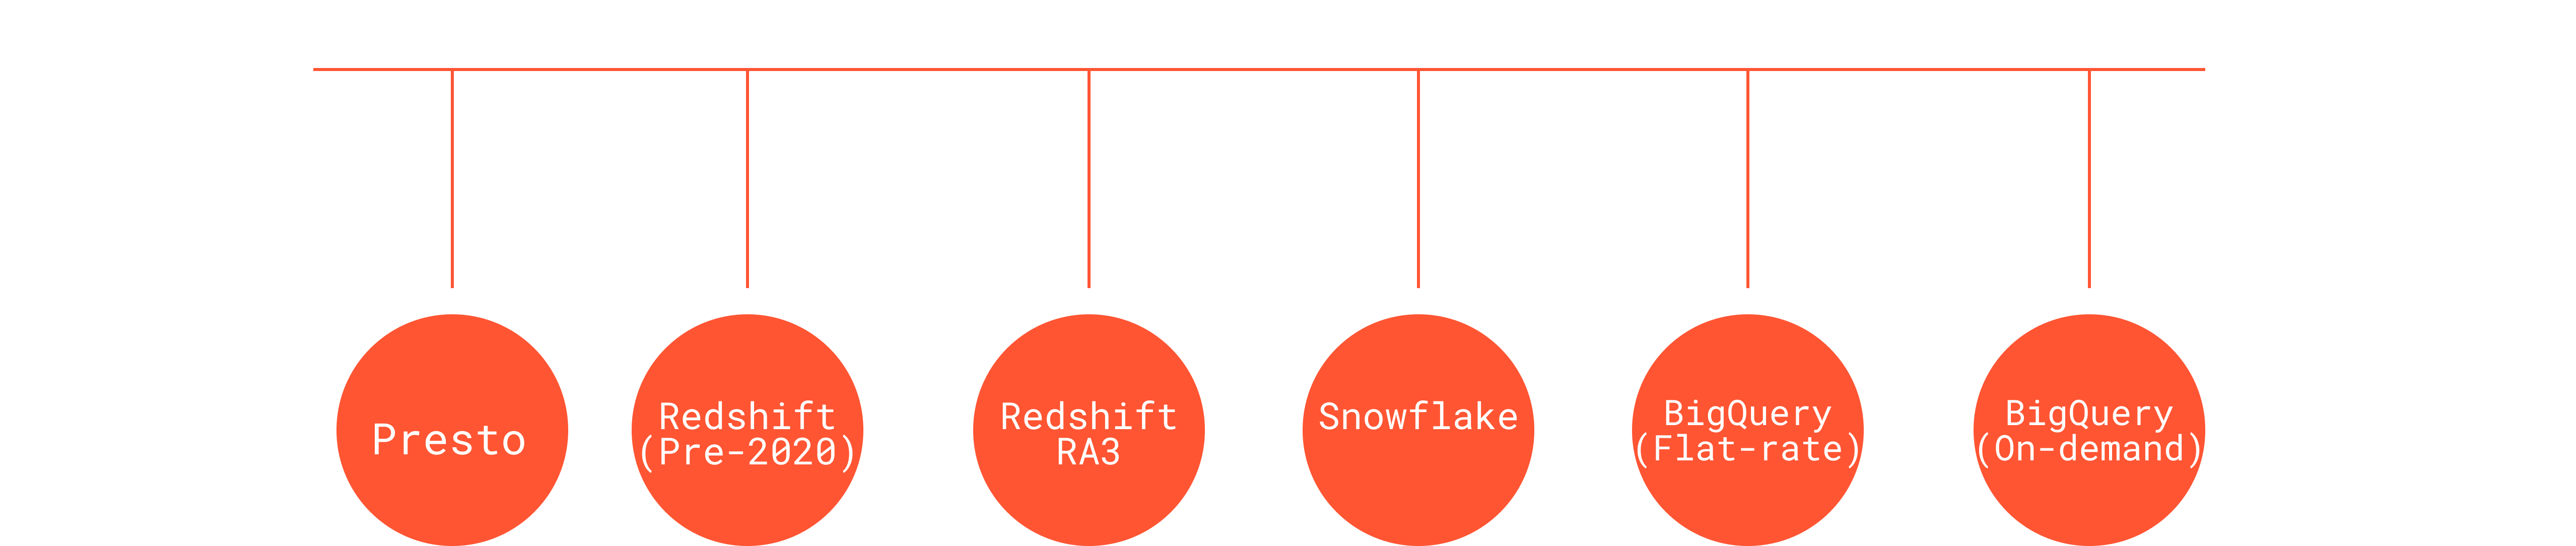 Presto
Redshift
(Pre-2020)
Redshift
RA3
Snowflake
BigQuery
(Flat-rate)
BigQuery
(On-demand)